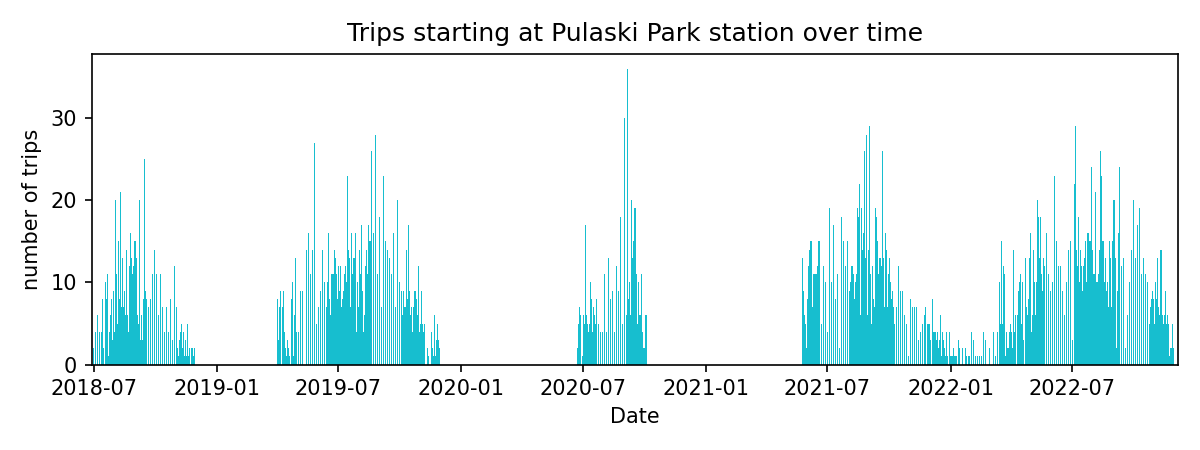 Trips starting at Pulaski Park station over time
number of trips
30
20
10
0
2018-07 2019-01 2019-07 2020-01 2020-07 2021-01 2021-07 2022-01 2022-07
Date